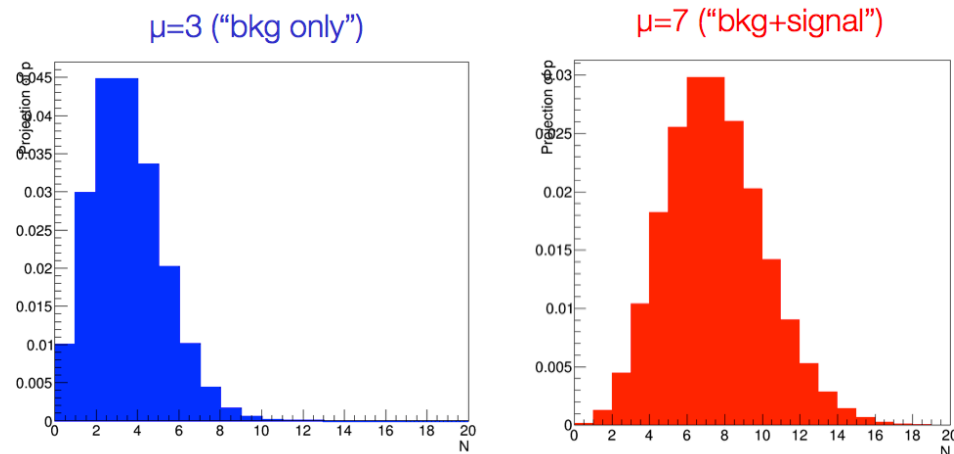 μ=3 (“bkg only”)
μ=7 (“bkg+signal”)
Projection of p
0.045
0.04
0.035
0.03
0.025
0.02
0.015
0.01
0.005
0
0 2 4 6 8 10 12 14 16 18 20
N
Projection of p
0.03
0.025
0.02
0.015
0.01
0.005
0
0 2 4 6 8 10 12 14 16 18 20
N